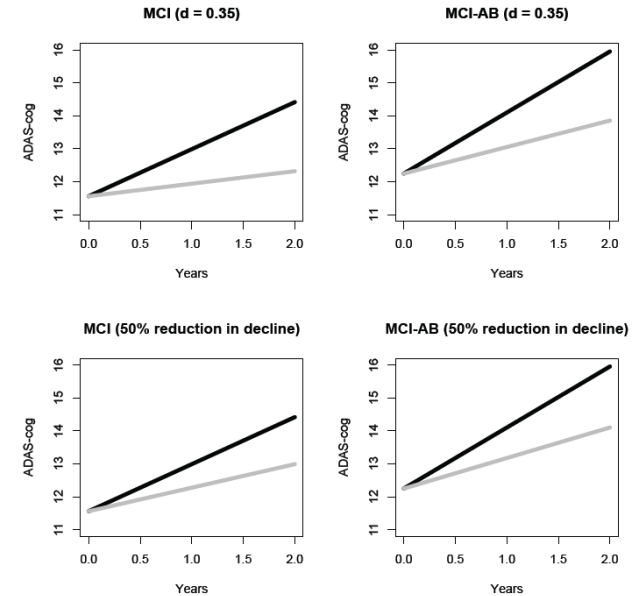 MCI (d = 0.35)
ADAS-cog
16
15
14
13
12
11
0.0 0.5 1.0 1.5 2.0
Years
MCI-AB (d = 0.35)
ADAS-cog
16
15
14
13
12
11
0.0 0.5 1.0 1.5 2.0
Years
MCI (50% reduction in decline)
ADAS-cog
16
15
14
13
12
11
0.0 0.5 1.0 1.5 2.0
Years
MCI-AB (50% reduction in decline)
ADAS-cog
16
15
14
13
12
11
0.0 0.5 1.0 1.5 2.0
Years